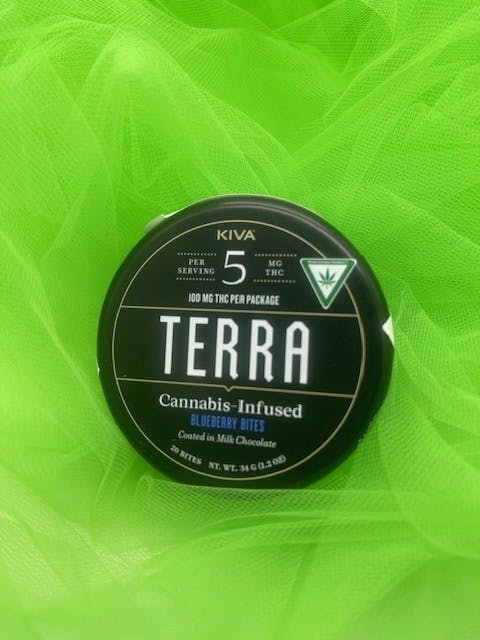 KIVA
PER SERVING 5 MG THC
100 MG THC PER PACKAGE
TERRA
Cannabis-Infused
BLUEBERRY BITES
Coated in Milk Chocolate
20 BITES NT. WT. 34 G (1.2 OZ)